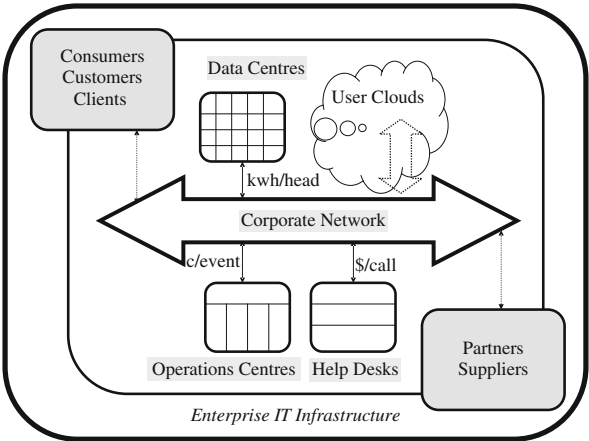 Consumers
Customers
Clients
Data Centres
User Clouds
kwh/head
Corporate Network
c/event
$/call
Operations Centres
Help Desks
Partners
Suppliers
Enterprise IT Infrastructure